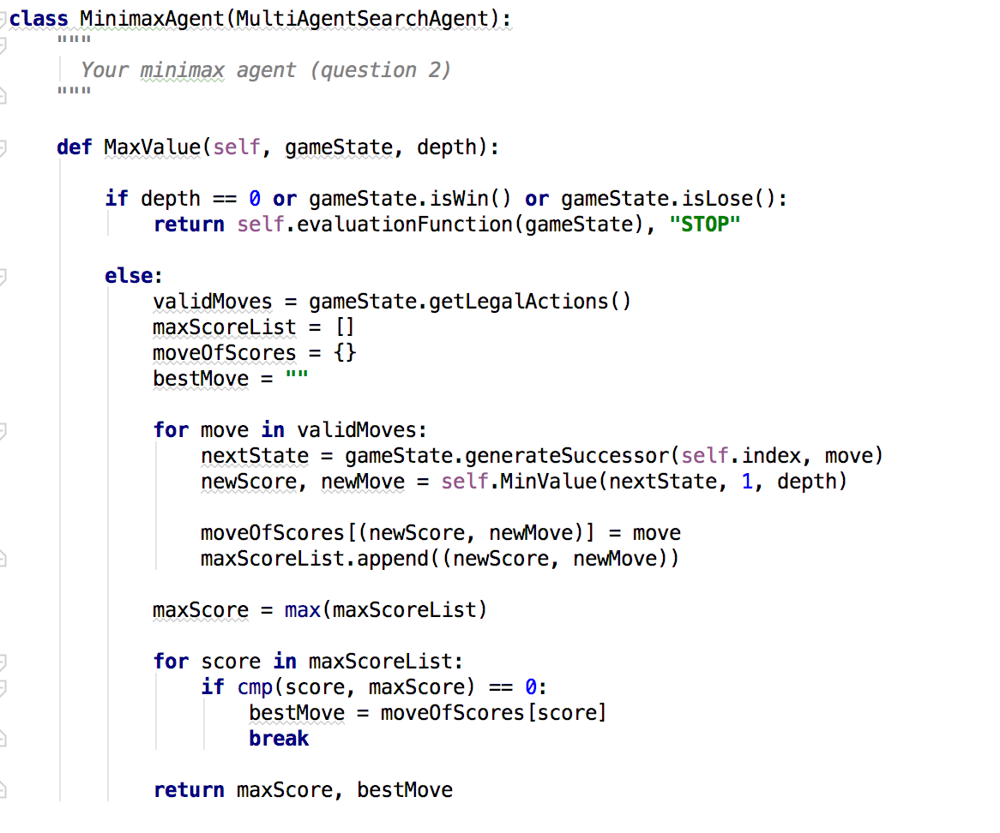 class MinimaxAgent(MultiAgentSearchAgent):
    """
      Your minimax agent (question 2)
    """

    def MaxValue(self, gameState, depth):

        if depth == 0 or gameState.isWin() or gameState.isLose():
            return self.evaluationFunction(gameState), "STOP"

        else:
            validMoves = gameState.getLegalActions()
            maxScoreList = []
            moveOfScores = {}
            bestMove = ""

            for move in validMoves:
                nextState = gameState.generateSuccessor(self.index, move)
                newScore, newMove = self.MinValue(nextState, 1, depth)

                moveOfScores[(newScore, newMove)] = move
                maxScoreList.append((newScore, newMove))

            maxScore = max(maxScoreList)

            for score in maxScoreList:
                if cmp(score, maxScore) == 0:
                    bestMove = moveOfScores[score]
                    break

            return maxScore, bestMove